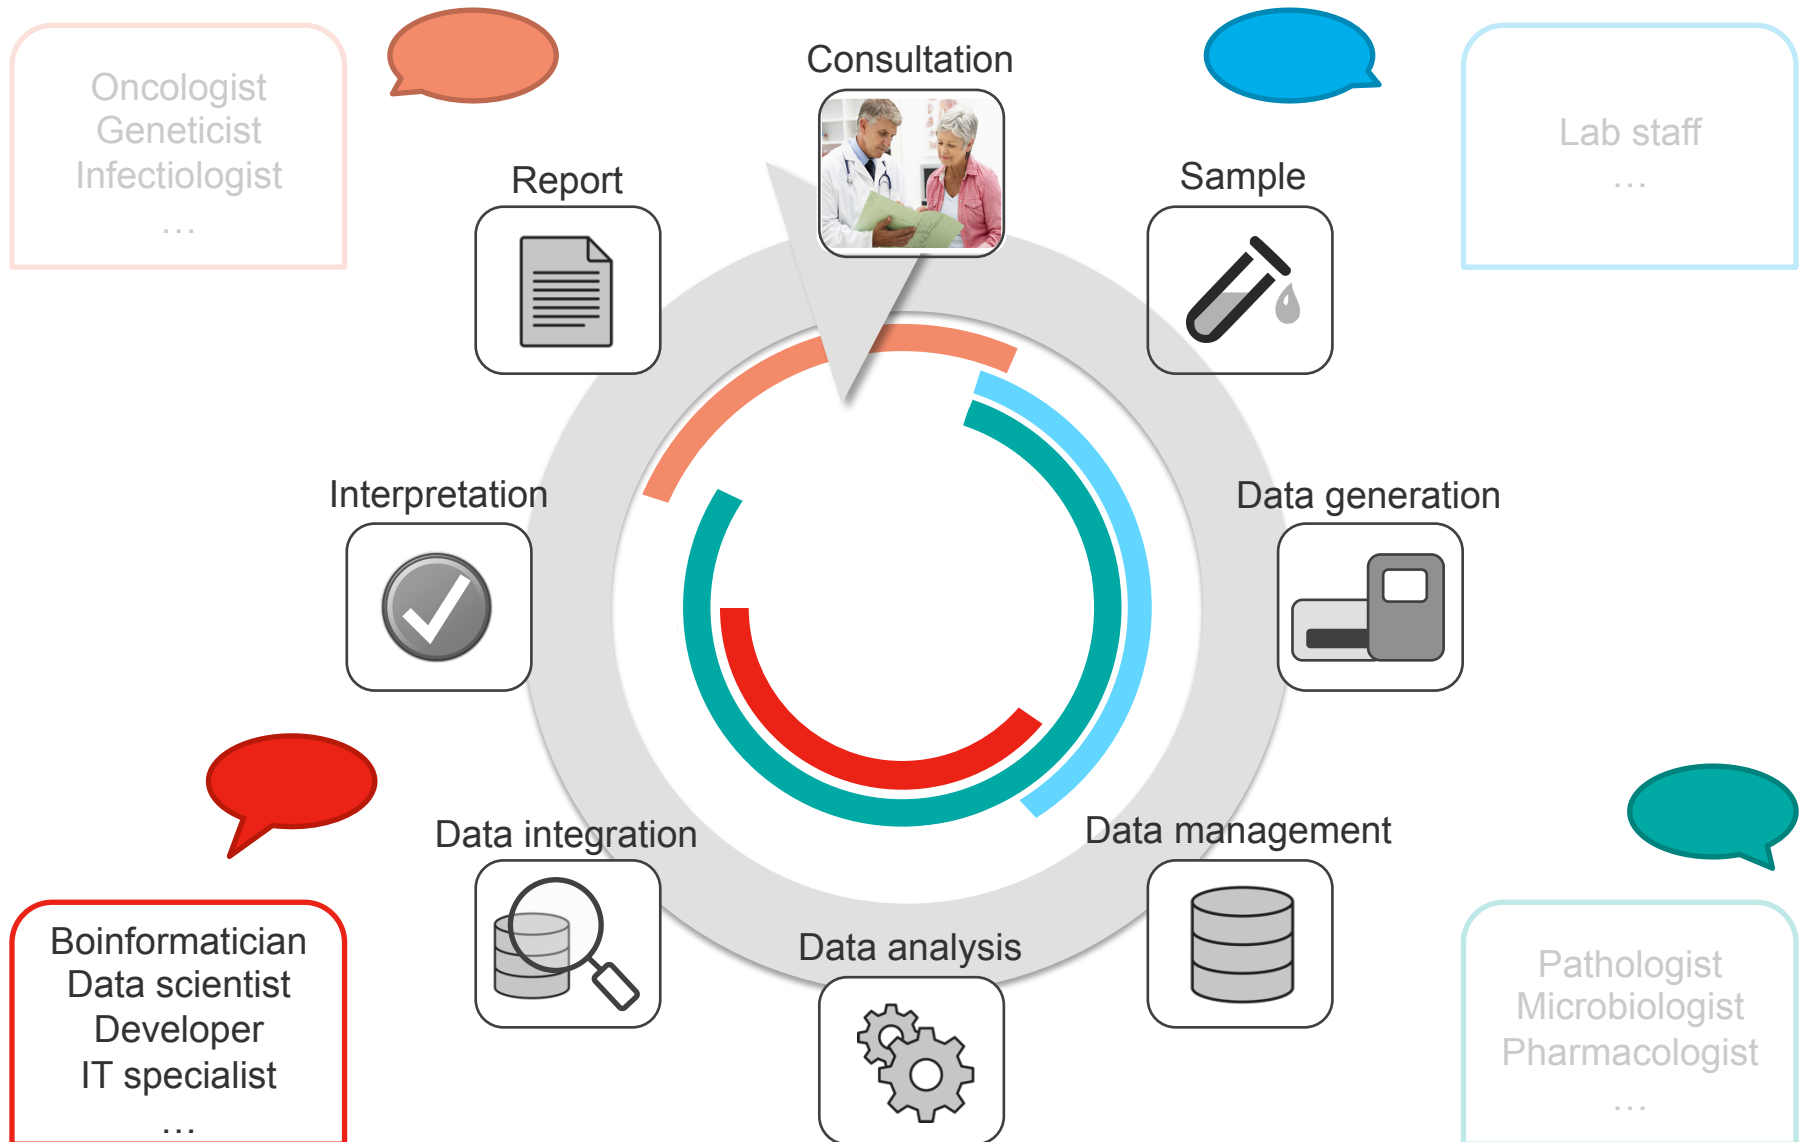 Oncologist
Geneticist
Infectiologist
…
Consultation
Lab staff
…
Report
Sample
Interpretation
Data generation
Data integration
Data management
Data analysis
Boinformatician
Data scientist
Developer
IT specialist
…
Pathologist
Microbiologist
Pharmacologist
…